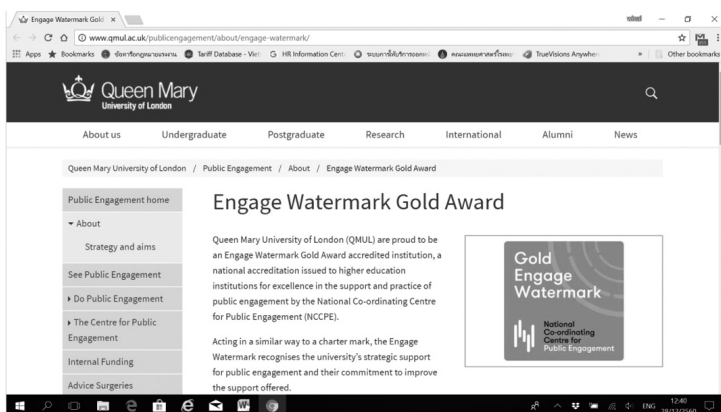 Engage Watermark Gold
www.qmul.ac.uk/publicengagement/about/engage-watermark/
Apps Bookmarks Tariff Database - Viet HR Information Cent TrueVisions Anywher » Other bookmarks
Queen Mary
University of London
About us Undergraduate Postgraduate Research International Alumni News
Queen Mary University of London / Public Engagement / About / Engage Watermark Gold Award
Public Engagement home
About
Strategy and aims
See Public Engagement
Do Public Engagement
The Centre for Public
Engagement
Internal Funding
Advice Surgeries
Engage Watermark Gold Award
Queen Mary University of London (QMUL) are proud to be
an Engage Watermark Gold Award accredited institution, a
national accreditation issued to higher education
institutions for excellence in the support and practice of
public engagement by the National Co-ordinating Centre
for Public Engagement (NCCPE).
Acting in a similar way to a charter mark, the Engage
Watermark recognises the university's strategic support
for public engagement and their commitment to improve
the support offered.
Gold
Engage
Watermark
National
Co-ordinating
Centre for
Public Engagement
ENG
12:40